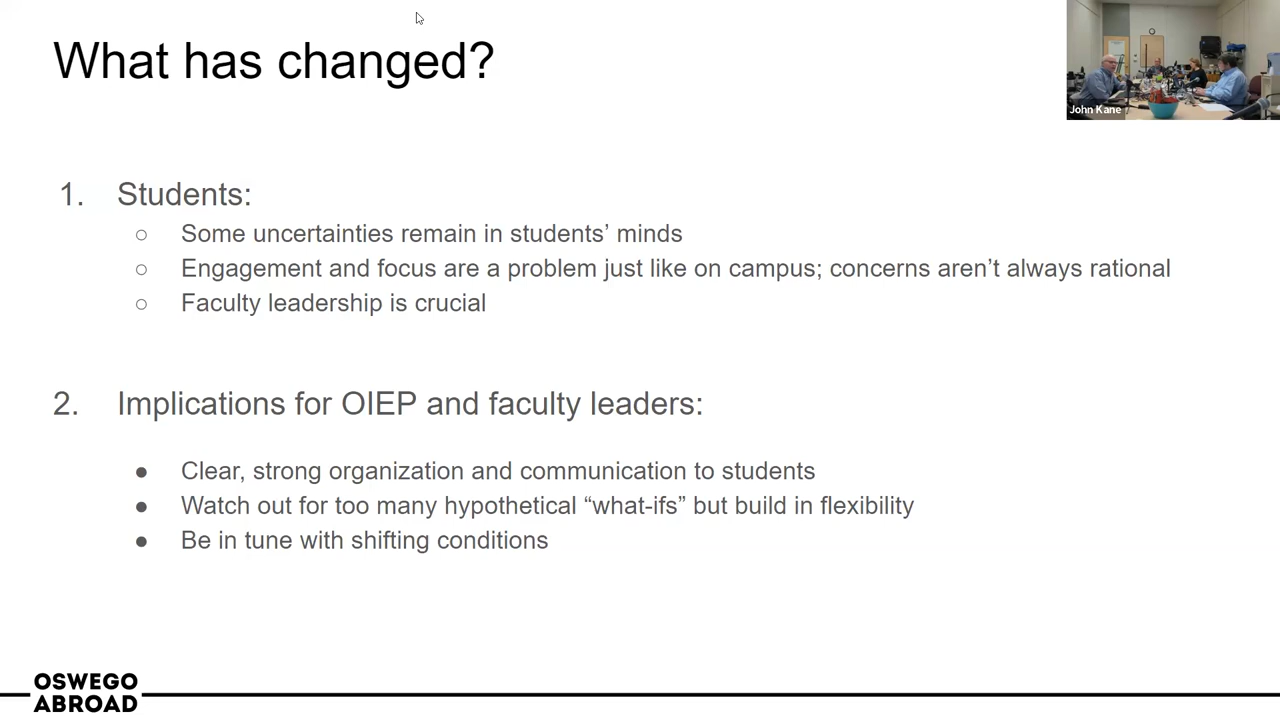 What has changed?
John Kane
1. Students:
○ Some uncertainties remain in students’ minds
○ Engagement and focus are a problem just like on campus; concerns aren’t always rational
○ Faculty leadership is crucial
2. Implications for OIEP and faculty leaders:
● Clear, strong organization and communication to students
● Watch out for too many hypothetical “what-ifs” but build in flexibility
● Be in tune with shifting conditions
OSWEGO
ABROAD